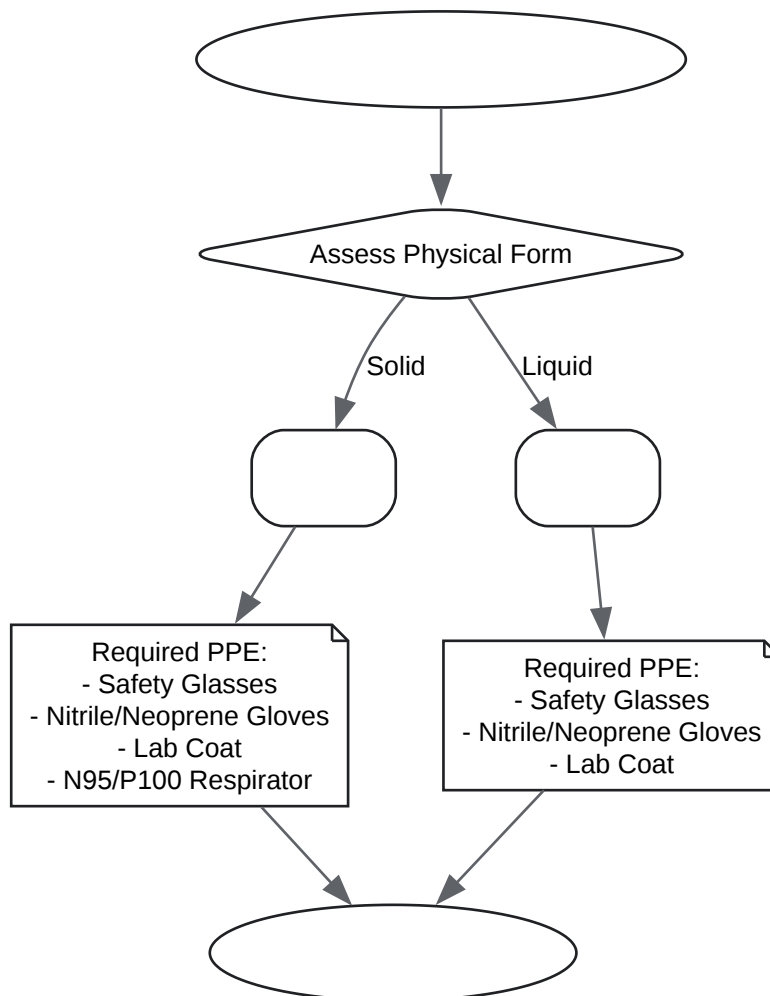 Assess Physical Form
Solid
Liquid
Required PPE:
- Safety Glasses
- Nitrile/Neoprene Gloves
- Lab Coat
- N95/P100 Respirator
Required PPE:
- Safety Glasses
- Nitrile/Neoprene Gloves
- Lab Coat